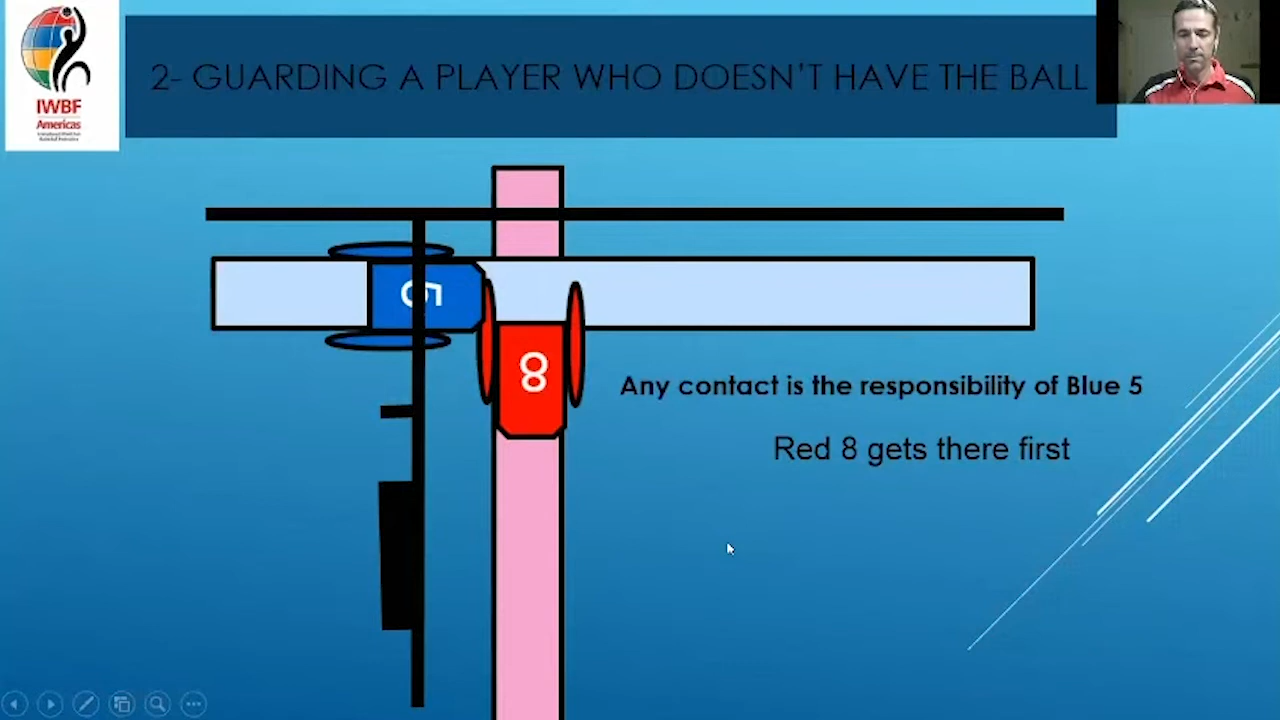 IWBF
Americas
2- GUARDING A PLAYER WHO DOESN'T HAVE THE BALL
5
8
Any contact is the responsibility of Blue 5
Red 8 gets there first